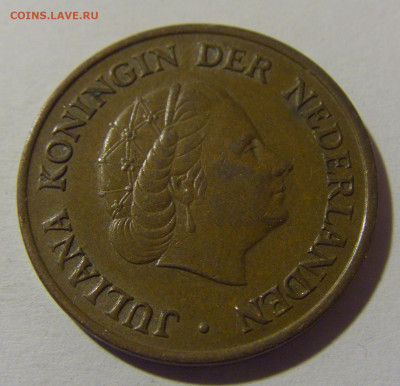 COINS.LAVE.RU
JULIANA KONINGIN DER NEDERLANDEN